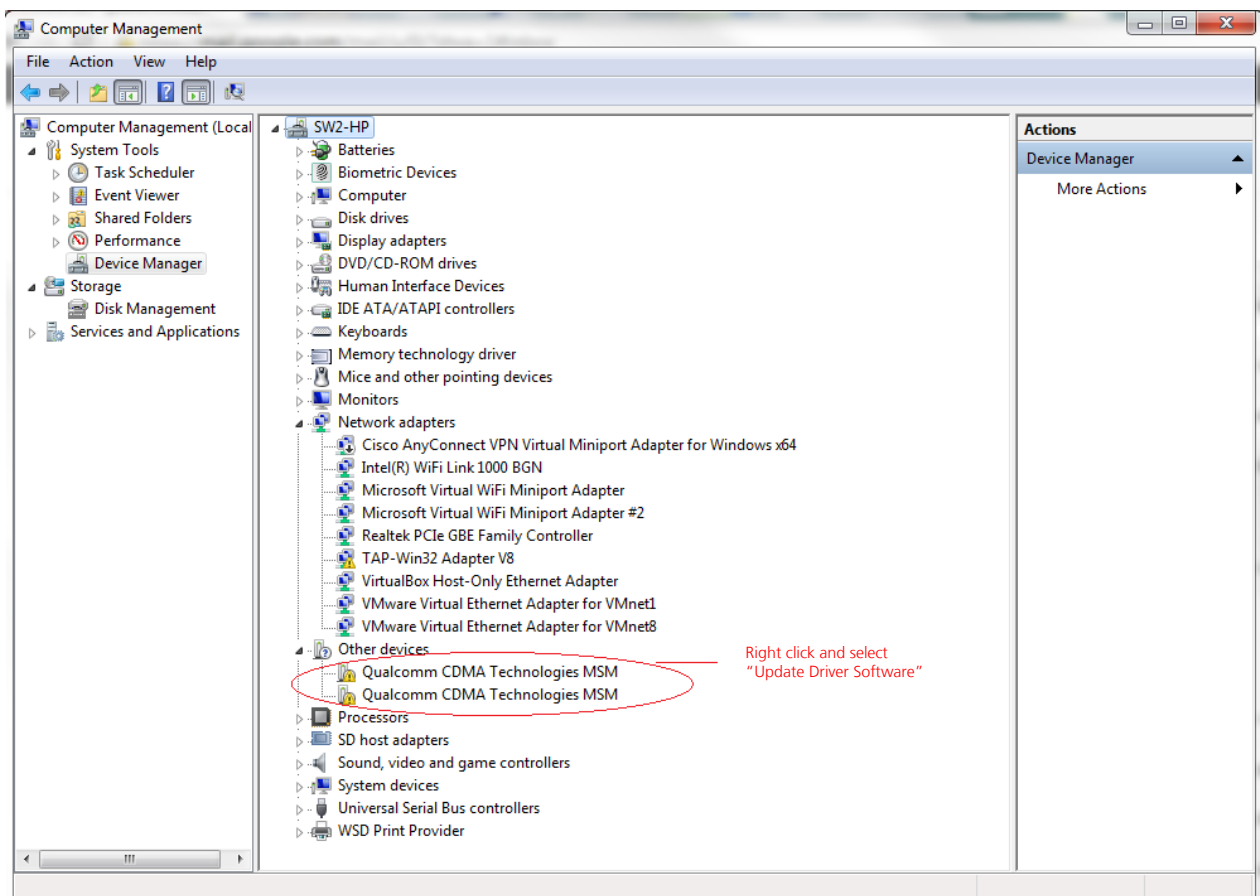 Computer Management
File Action View Help
Computer Management (Local
System Tools
Task Scheduler
Event Viewer
Shared Folders
Performance
Device Manager
Storage
Disk Management
Services and Applications
SW2-HP
Batteries
Biometric Devices
Computer
Disk drives
Display adapters
DVD/CD-ROM drives
Human Interface Devices
IDE ATA/ATAPI controllers
Keyboards
Memory technology driver
Mice and other pointing devices
Monitors
Network adapters
Cisco AnyConnect VPN Virtual Miniport Adapter for Windows x64
Intel(R) WiFi Link 1000 BGN
Microsoft Virtual WiFi Miniport Adapter
Microsoft Virtual WiFi Miniport Adapter #2
Realtek PCIe GBE Family Controller
TAP-Win32 Adapter V8
VirtualBox Host-Only Ethernet Adapter
VMware Virtual Ethernet Adapter for VMnet1
VMware Virtual Ethernet Adapter for VMnet8
Other devices
Qualcomm CDMA Technologies MSM
Qualcomm CDMA Technologies MSM
Processors
SD host adapters
Sound, video and game controllers
System devices
Universal Serial Bus controllers
WSD Print Provider
Right click and select
"Update Driver Software"
Actions
Device Manager
More Actions